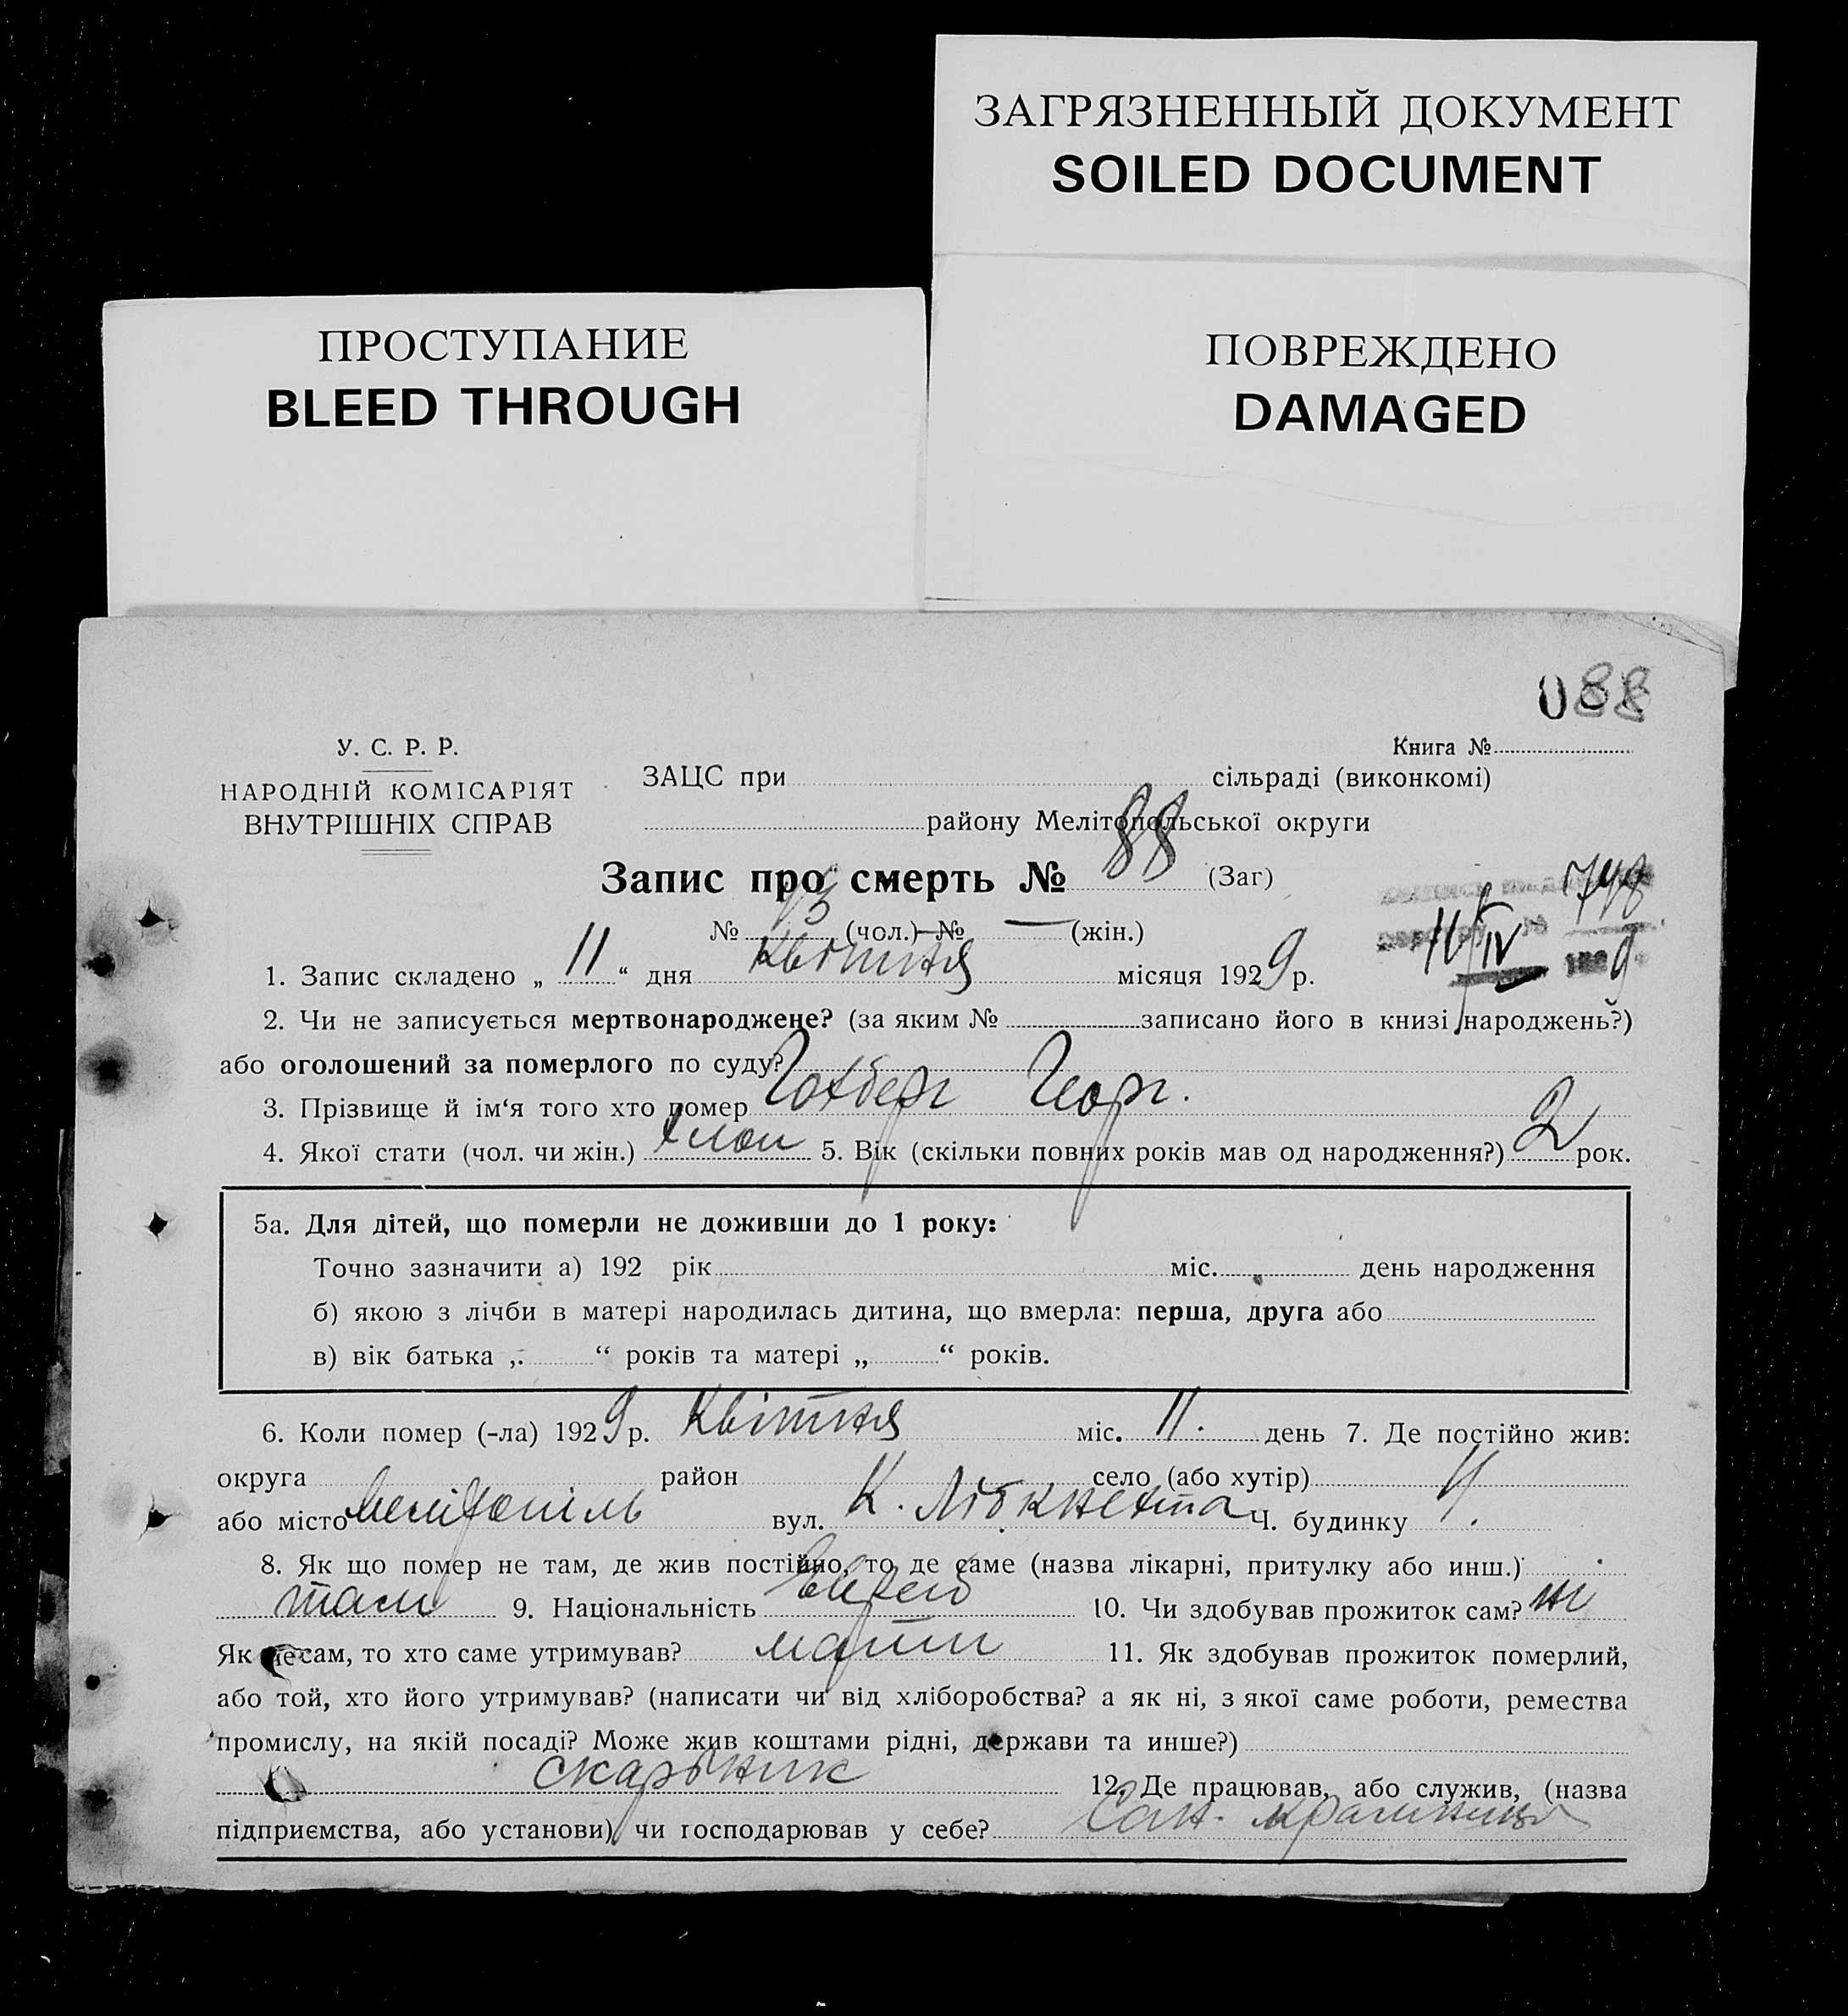 ЗАГРЯЗНЕННЫЙ ДОКУМЕНТ
SOILED DOCUMENT
ПРОСТУПАНИЕ
BLEED THROUGH
ПОВРЕЖДЕНО
DAMAGED
088
У. С. Р. Р.
НАРОДНІЙ КОМІСАРІЯТ
ВНУТРІШНІХ СПРАВ
Книга №
ЗАЦС при сільраді (виконкомі)
району Мелітопольської округи
Запис про смерть № 88 (Заг)
№ (чол.) № — (жін.)
11/IV 9
1. Запис складено „ 11 “ дня квітня місяця 1929 р.
2. Чи не записується мертвонароджене? (за яким № записано його в книзі народжень?)
або оголошений за померлого по суду?
3. Прізвище й ім‘я того хто помер Гохберг Георг.
4. Якої стати (чол. чи жін.) 5. Вік (скільки повних років мав од народження?) 2 рок.
5а. Для дітей, що померли не доживши до 1 року:
Точно зазначити а) 192 рік міс. день народження
б) якою з лічби в матері народилась дитина, що вмерла: перша, друга або
в) вік батька „ “ років та матері „ “ років.
6. Коли помер (-ла) 1929 р. Квітня міс. 11. день 7. Де постійно жив:
округа район село (або хутір)
або місто Мелітопіль вул. К. Лібкнехта Ч. будинку
8. Як що помер не там, де жив постійно, то де саме (назва лікарні, притулку або инш.)
там 9. Національність Еврей 10. Чи здобував прожиток сам? ні
Як не сам, то хто саме утримував? мати 11. Як здобував прожиток померлий,
або той, хто його утримував? (написати чи від хліборобства? а як ні, з якої саме роботи, ремества
промислу, на якій посаді? Може жив коштами рідні, держави та инше?)
скарбник 12. Де працював, або служив, (назва
підприємства, або установи), чи господарював у себе? Сан.